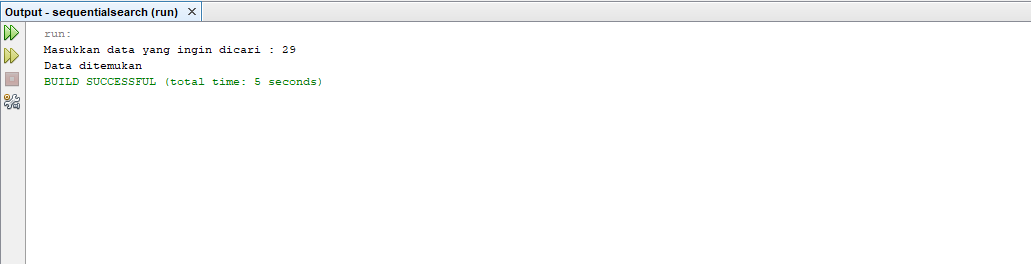 Output - sequentialsearch (run)
run:
Masukkan data yang ingin dicari : 29
Data ditemukan
BUILD SUCCESSFUL (total time: 5 seconds)